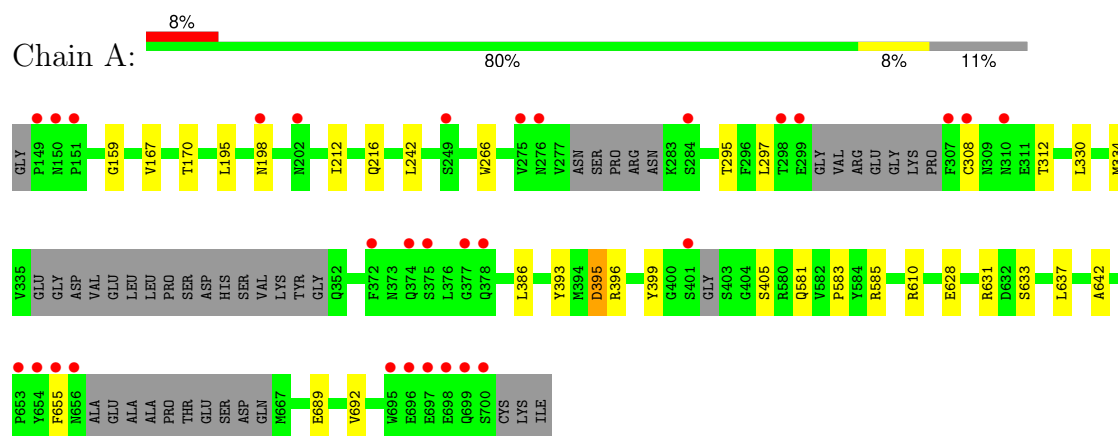 8%
Chain A:
80% 8% 11%
GLY P149 N150 P151 G159 V167 T170 L195 N198 N202 I212 Q216 L242 S249 W266 V275 N276 V277 ASN SER PRO ARG ASN K283 S284 T295 F296 L297 T298 E299 GLY VAL ARG GLU GLY LYS PRO F307 C308 N309 N310 E311 T312 L330 M334
V335 GLU GLY ASP VAL GLU LEU LEU PRO SER ASP HIS SER VAL LYS TYR GLY Q352 F372 N373 Q374 S375 L376 G377 Q378 L386 Y393 M394 D395 R396 Y399 G400 S401 GLY S403 G404 S405 R580 Q581 V582 P583 Y584 R585 R610 E628 R631 D632 S633 L637 A642
P653 Y654 F655 N656 ALA GLU ALA ALA PRO THR GLU SER ASP GLN M667 E689 V692 W695 E696 E697 E698 Q699 S700 CYS LYS ILE